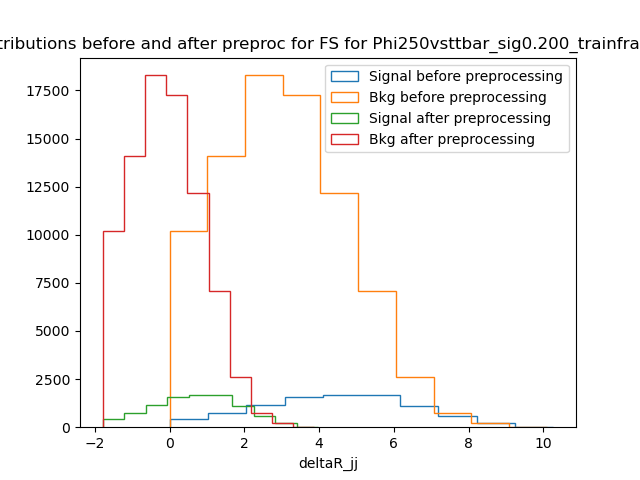 tributions before and after preproc for FS for Phi250vsttbar_sig0.200_trainfra
Signal before preprocessing
Bkg before preprocessing
Signal after preprocessing
Bkg after preprocessing
17500
15000
12500
10000
7500
5000
2500
0
−2 0 2 4 6 8 10
deltaR_jj